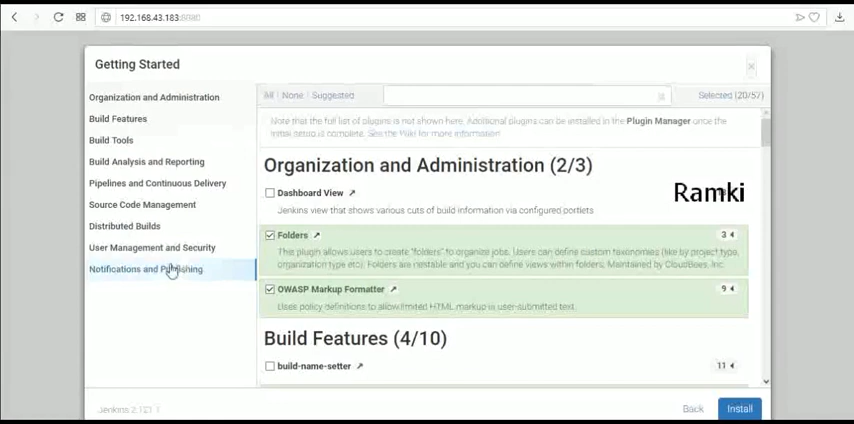 192.168.43.183:8080
Getting Started
Organization and Administration
Build Features
Build Tools
Build Analysis and Reporting
Pipelines and Continuous Delivery
Source Code Management
Distributed Builds
User Management and Security
Notifications and Publishing
All None Suggested
Selected (20/57)
Note that the full list of plugins is not shown here. Additional plugins can be installed in the Plugin Manager once the
initial setup is complete. See the Wiki for more information.
Organization and Administration (2/3)
Ramki
Dashboard View
Jenkins view that shows various cuts of build information via configured portlets.
Folders 3
This plugin allows users to create "folders" to organize jobs. Users can define custom taxonomies (like by project type,
organization type etc). Folders are nestable and you can define views within folders. Maintained by CloudBees, Inc.
OWASP Markup Formatter 9
Uses policy definitions to allow limited HTML markup in user-submitted text.
Build Features (4/10)
build-name-setter 11
Jenkins 2.121.1
Back
Install